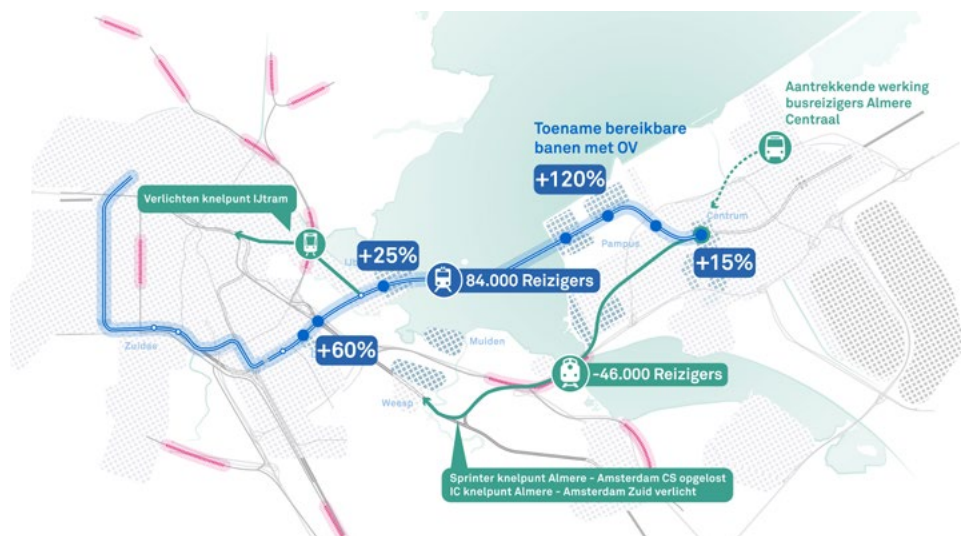 Aantrekkende werking
busreizigers Almere
Centraal
Toename bereikbare
banen met OV
+120%
Verlichten knelpunt IJtram
Centrum
Pampus
+25%
+15%
84.000 Reizigers
+60%
Zuidas
Muiden
-46.000 Reizigers
Weesp
Sprinter knelpunt Almere - Amsterdam CS opgelost
IC knelpunt Almere - Amsterdam Zuid verlicht